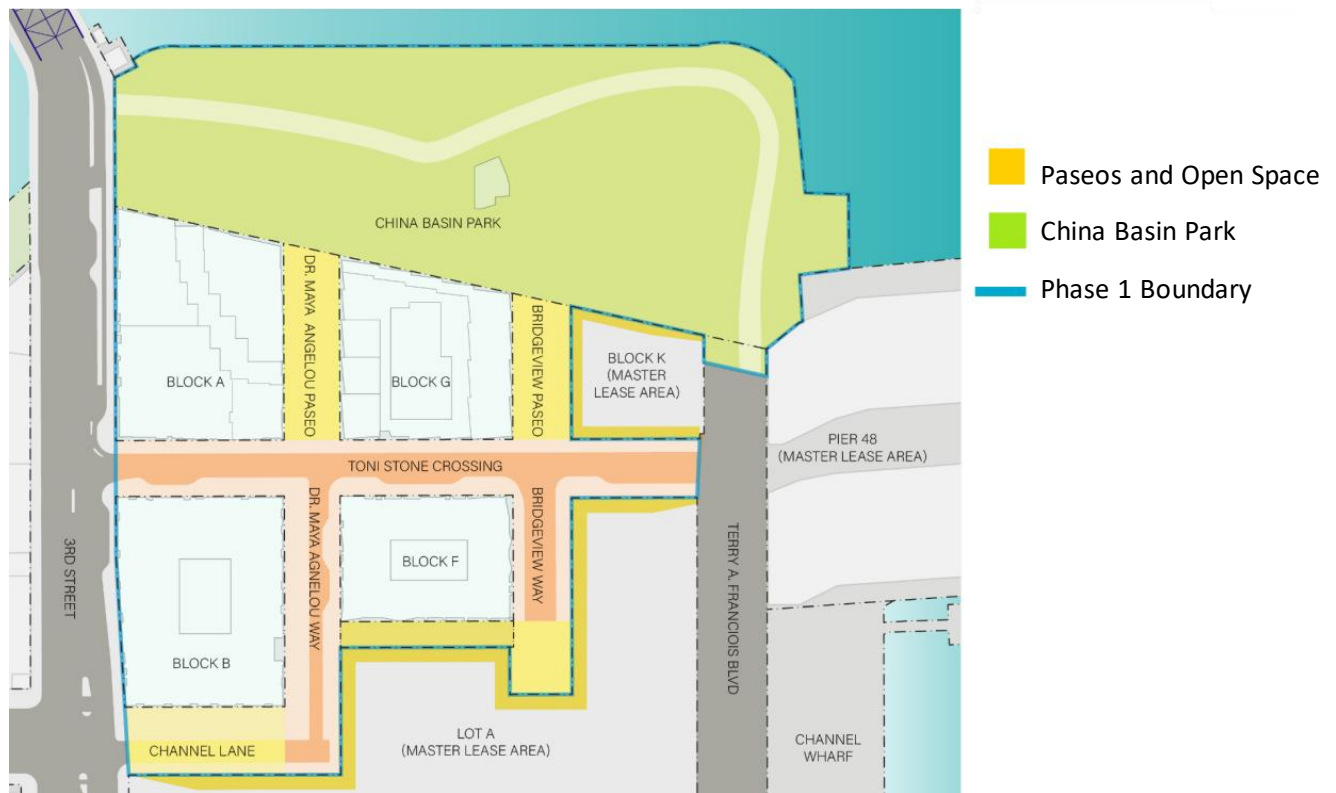 CHINA BASIN PARK
DR. MAYA ANGELOU PASEO
BRIDGEVIEW PASEO
BLOCK A
BLOCK G
BLOCK K
(MASTER
LEASE AREA)
TONI STONE CROSSING
PIER 48
(MASTER LEASE AREA)
3RD STREET
DR. MAYA AGNELOU WAY
BRIDGEVIEW WAY
TERRY A. FRANCIOIS BLVD
BLOCK F
BLOCK B
CHANNEL LANE
LOT A
(MASTER LEASE AREA)
CHANNEL
WHARF
Paseos and Open Space
China Basin Park
Phase 1 Boundary